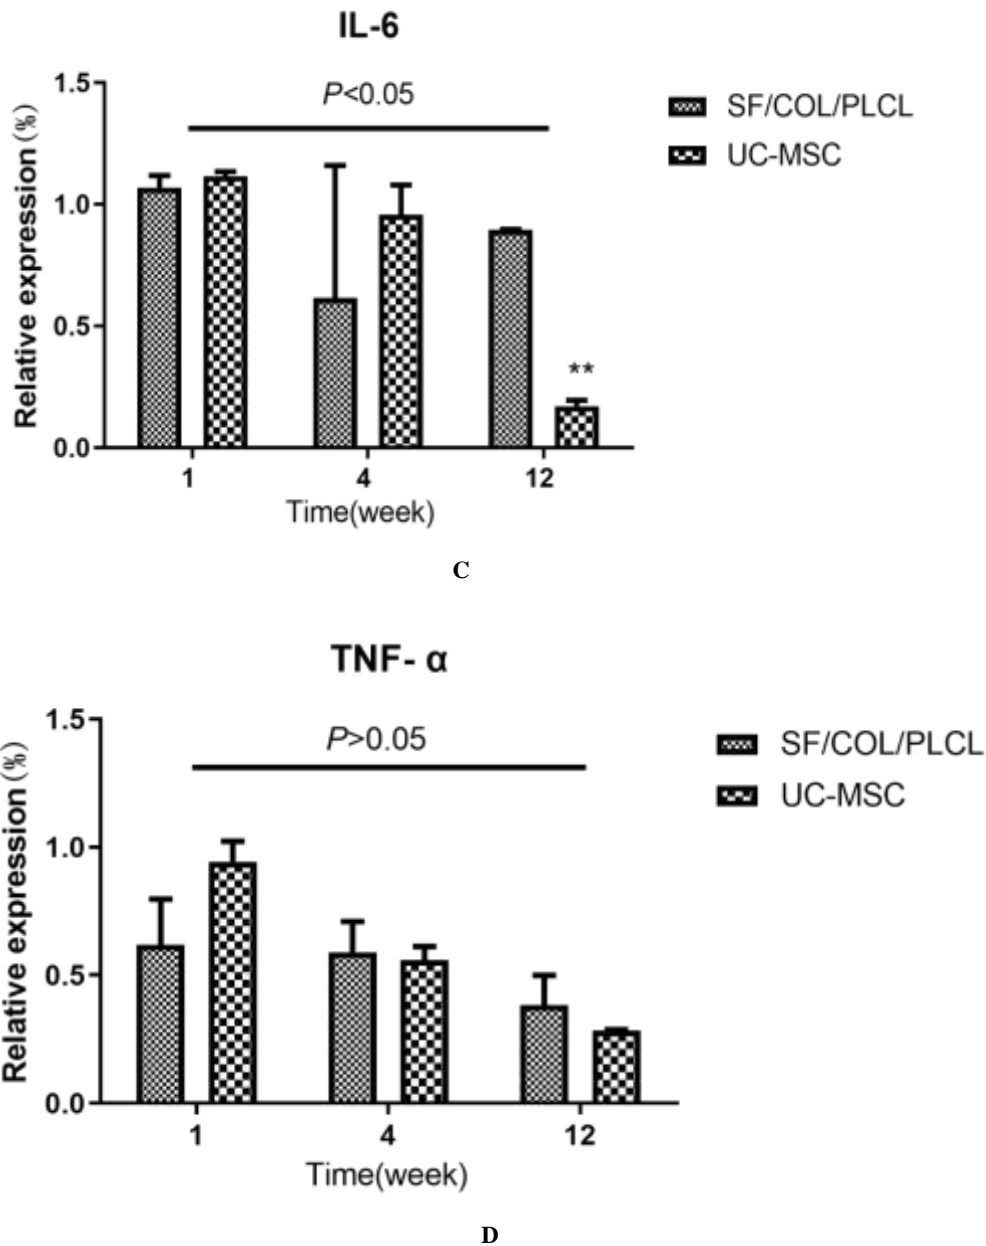 IL-6
1.5
P<0.05
SF/COL/PLCL
UC-MSC
Relative expression(%)
1.0
0.5
**
0.0
1 4 12
Time(week)
C
TNF- α
1.5
P>0.05
SF/COL/PLCL
UC-MSC
Relative expression(%)
1.0
0.5
0.0
1 4 12
Time(week)
D